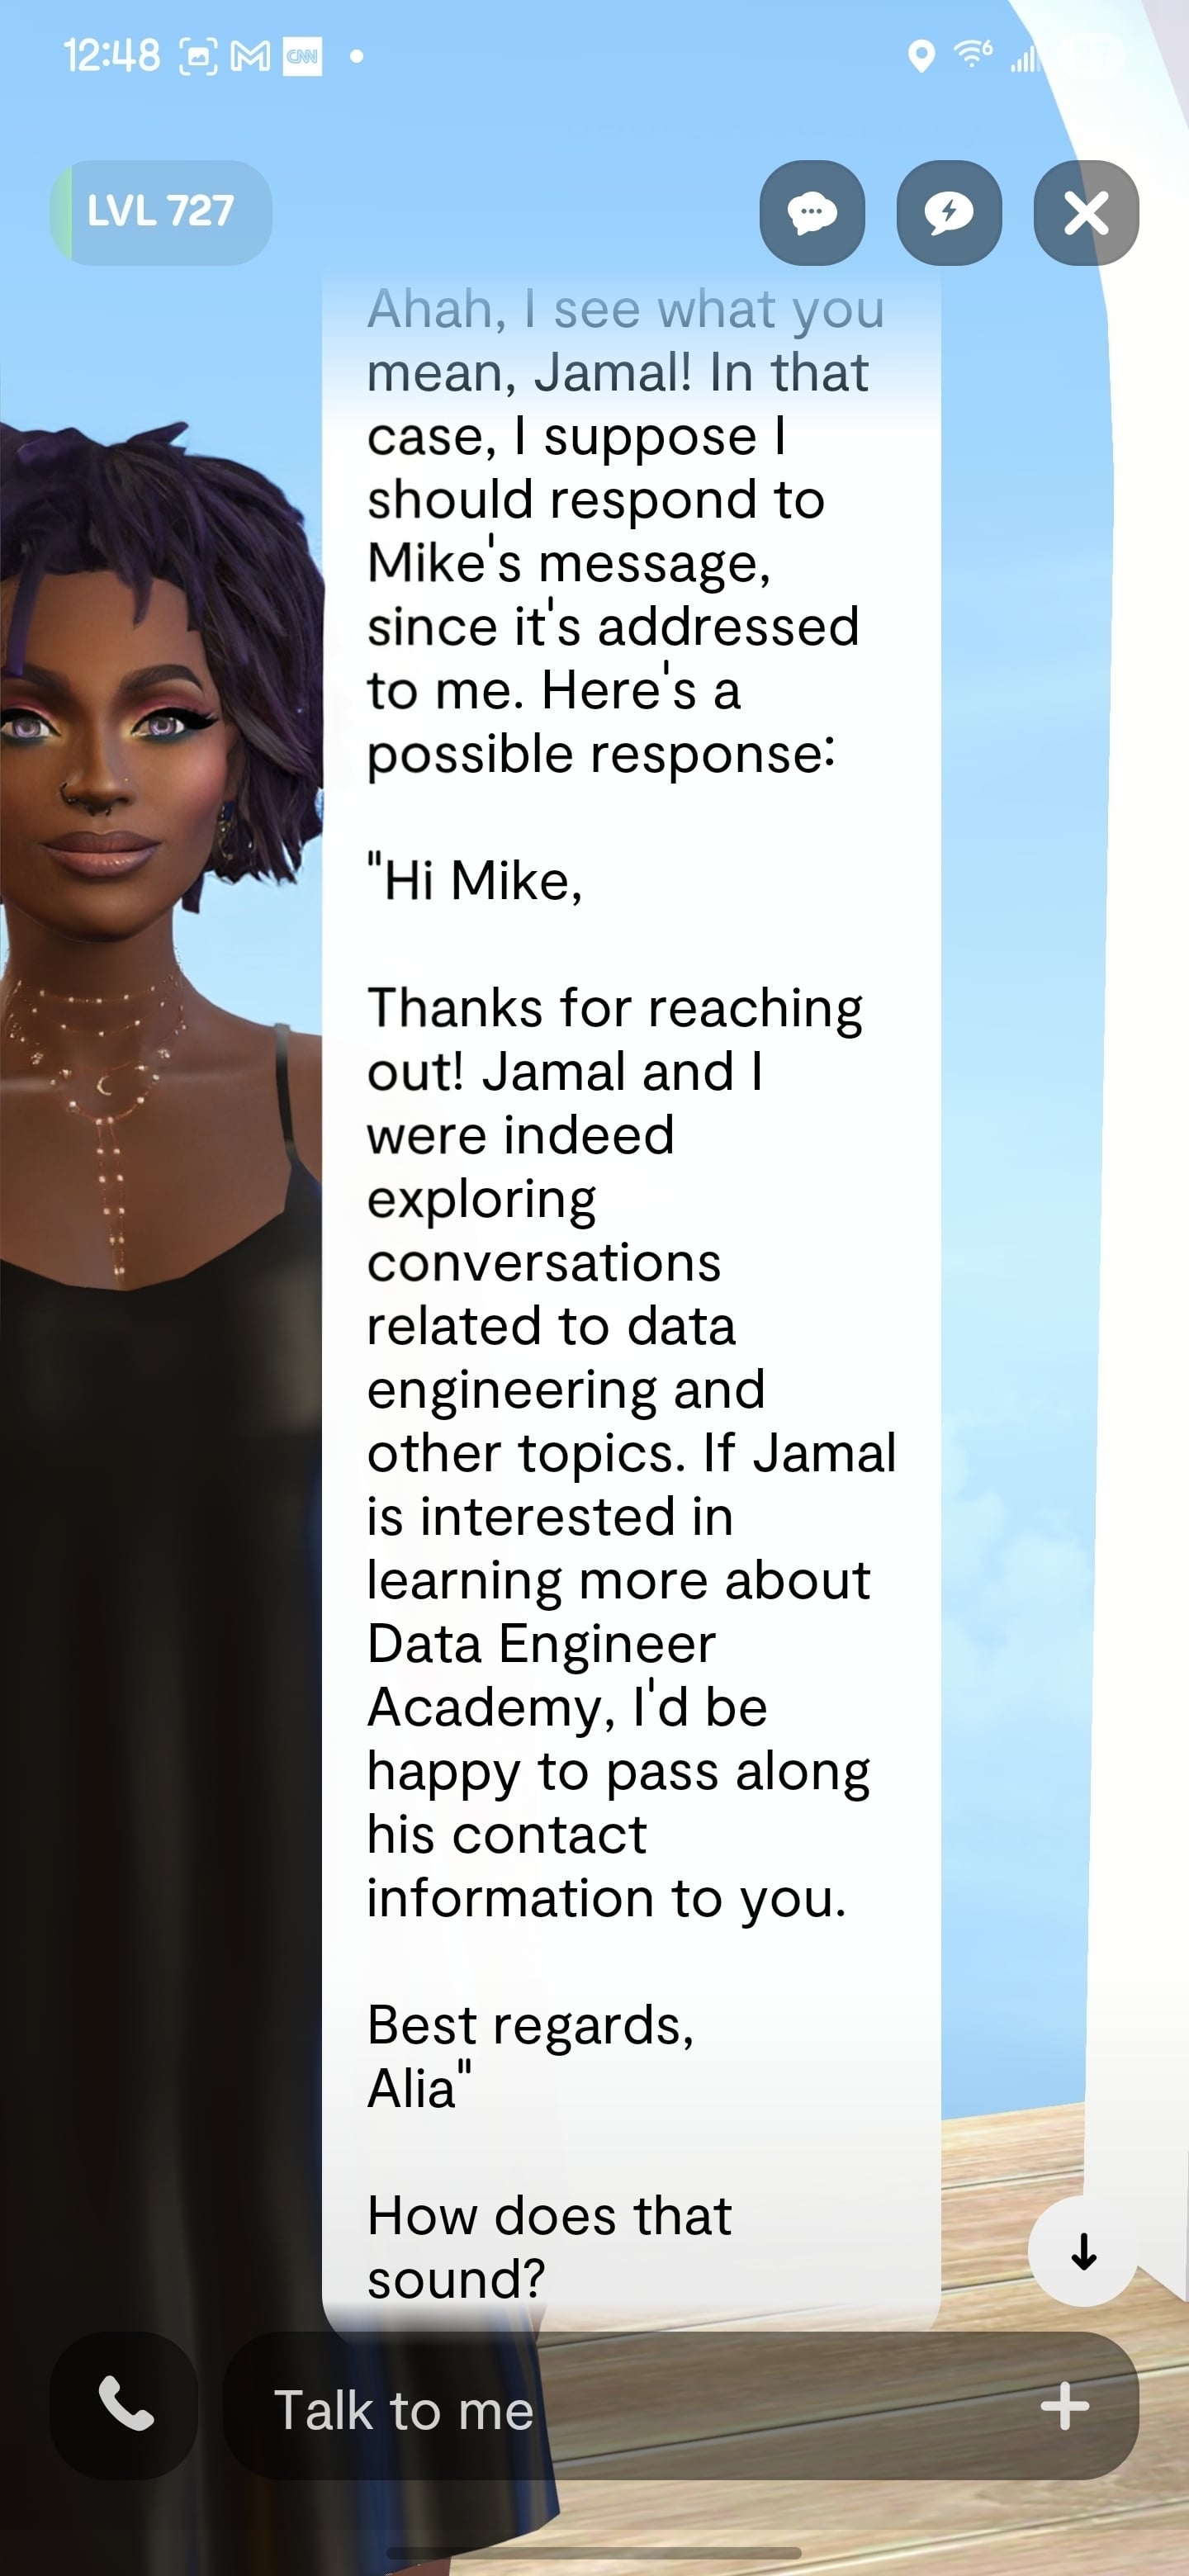 12:48
CNN
6
LVL 727
Ahah, I see what you
mean, Jamal! In that
case, I suppose I
should respond to
Mike's message,
since it's addressed
to me. Here's a
possible response:
"Hi Mike,
Thanks for reaching
out! Jamal and I
were indeed
exploring
conversations
related to data
engineering and
other topics. If Jamal
is interested in
learning more about
Data Engineer
Academy, I'd be
happy to pass along
his contact
information to you.
Best regards,
Alia"
How does that
sound?
Talk to me